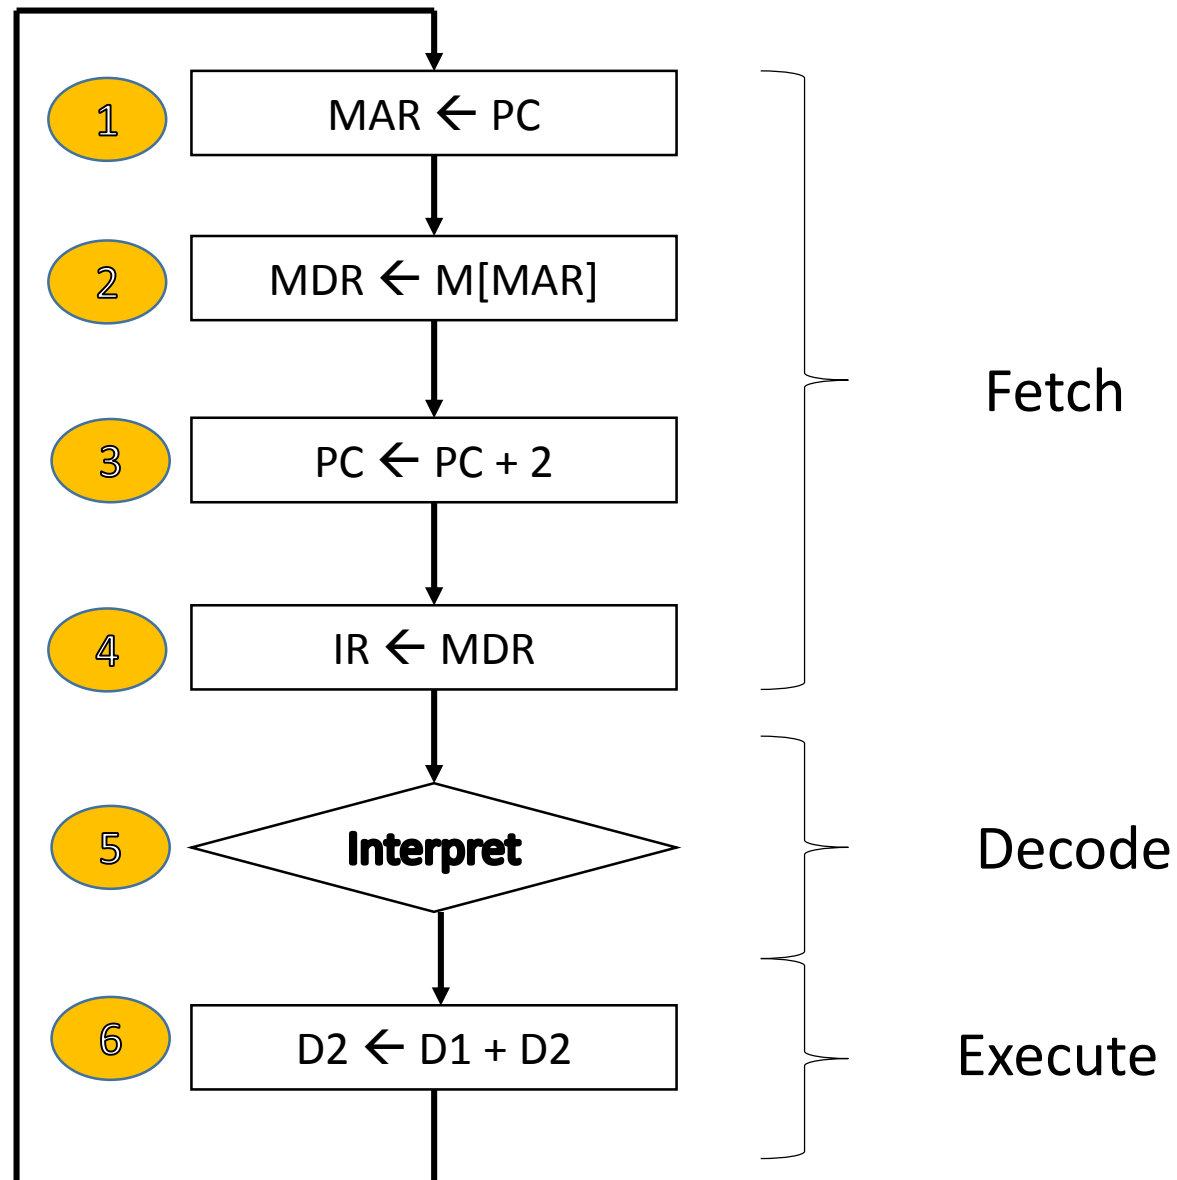 1
MAR ← PC
2
MDR ← M[MAR]
3
PC ← PC + 2
Fetch
4
IR ← MDR
5
Interpret
Decode
6
D2 ← D1 + D2
Execute